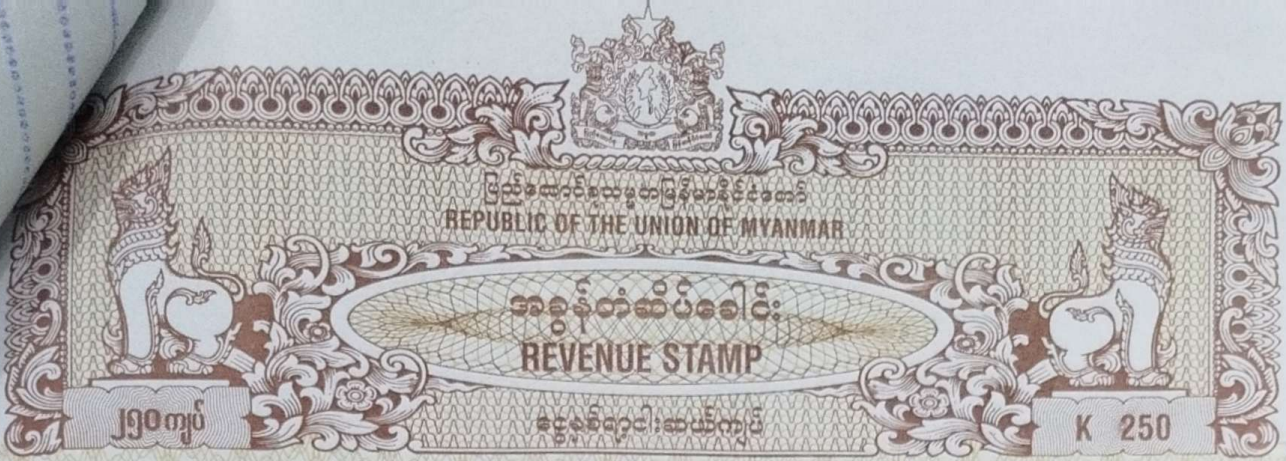 ပြည်ထောင်စုသမ္မတမြန်မာနိုင်ငံတော်
REPUBLIC OF THE UNION OF MYANMAR
အခွန်တံဆိပ်ခေါင်း
REVENUE STAMP
၂၅၀ကျပ်
ငွေနှစ်ရာ့ငါးဆယ်ကျပ်
K 250